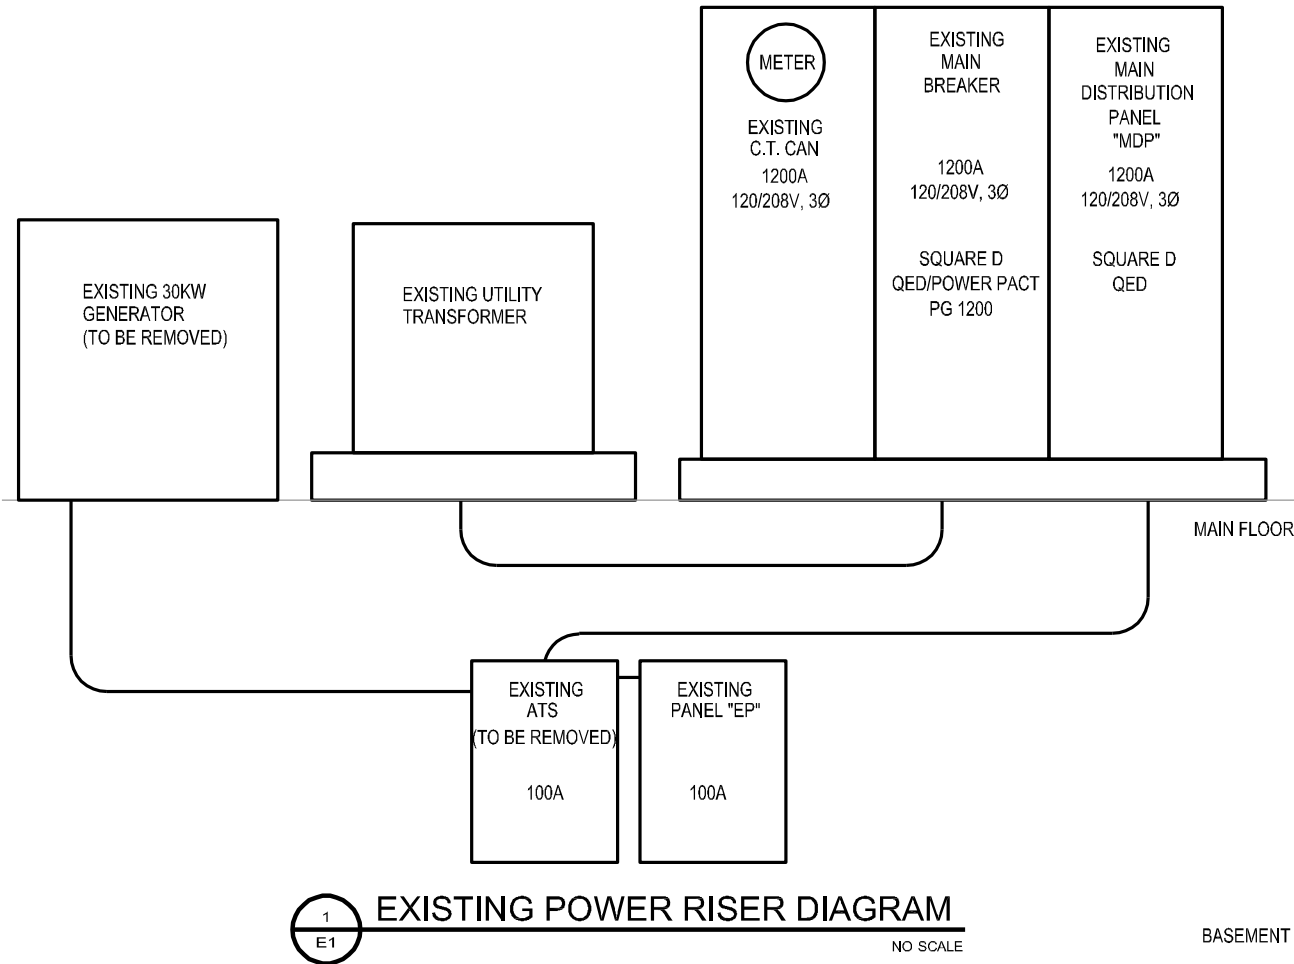 METER
EXISTING
C.T. CAN
1200A
120/208V, 3Ø
EXISTING
MAIN
BREAKER
1200A
120/208V, 3Ø
SQUARE D
QED/POWER PACT
PG 1200
EXISTING
MAIN
DISTRIBUTION
PANEL
"MDP"
1200A
120/208V, 3Ø
SQUARE D
QED
EXISTING 30KW
GENERATOR
(TO BE REMOVED)
EXISTING UTILITY
TRANSFORMER
MAIN FLOOR
EXISTING
ATS
(TO BE REMOVED)
100A
EXISTING
PANEL "EP"
100A
1
E1
EXISTING POWER RISER DIAGRAM
NO SCALE
BASEMENT